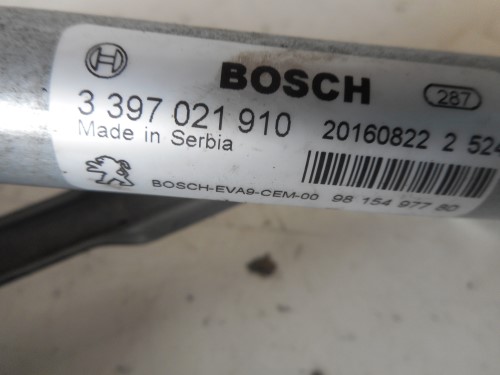 BOSCH 287
3 397 021 910 20160822 2 524
Made in Serbia
BOSCH-EVA9-CEM-00 98 154 977 80